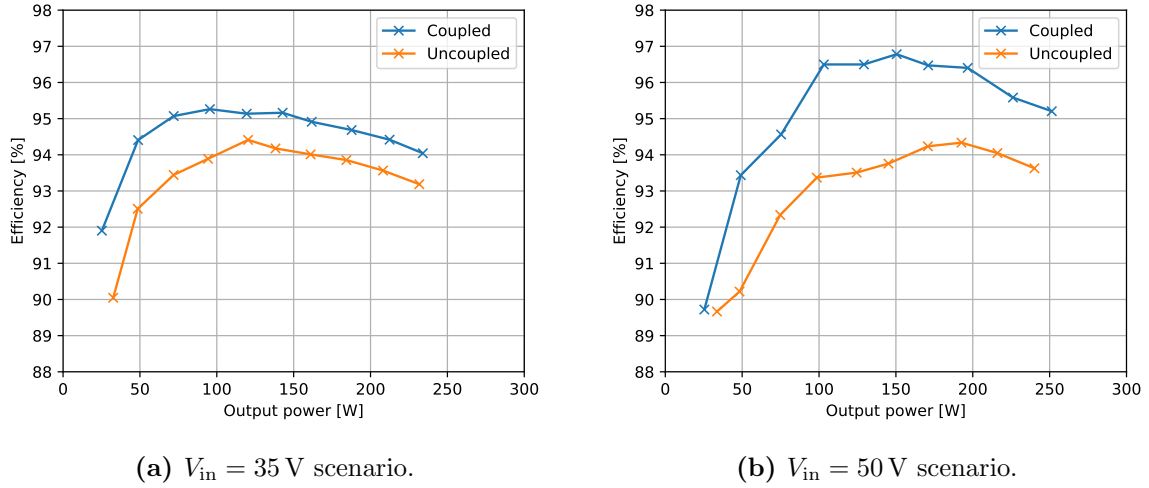 98
97
96
95
94
93
92
91
90
89
88
Efficiency [%]
0 50 100 150 200 250 300
Output power [W]
Coupled
Uncoupled
(a) V_in = 35 V scenario.
98
97
96
95
94
93
92
91
90
89
88
Efficiency [%]
0 50 100 150 200 250 300
Output power [W]
Coupled
Uncoupled
(b) V_in = 50 V scenario.